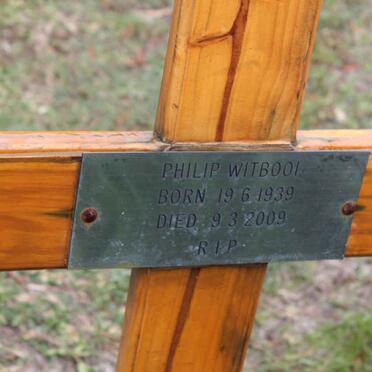 PHILIP WITBOOI
BORN 19 6 1939
DIED 9 3 2009
R I P